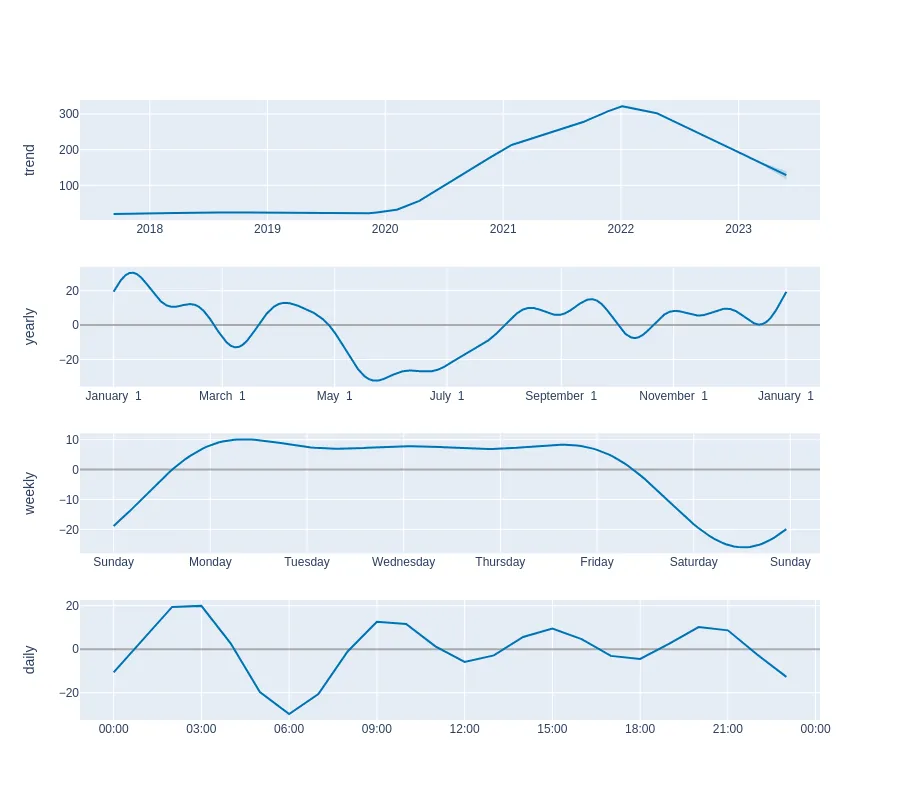 trend
300
200
100
2018 2019 2020 2021 2022 2023
yearly
20
0
−20
January 1 March 1 May 1 July 1 September 1 November 1 January 1
weekly
10
0
−10
−20
Sunday Monday Tuesday Wednesday Thursday Friday Saturday Sunday
daily
20
0
−20
00:00 03:00 06:00 09:00 12:00 15:00 18:00 21:00 00:00